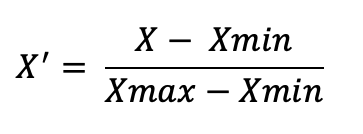 X' = X − Xmin
Xmax − Xmin